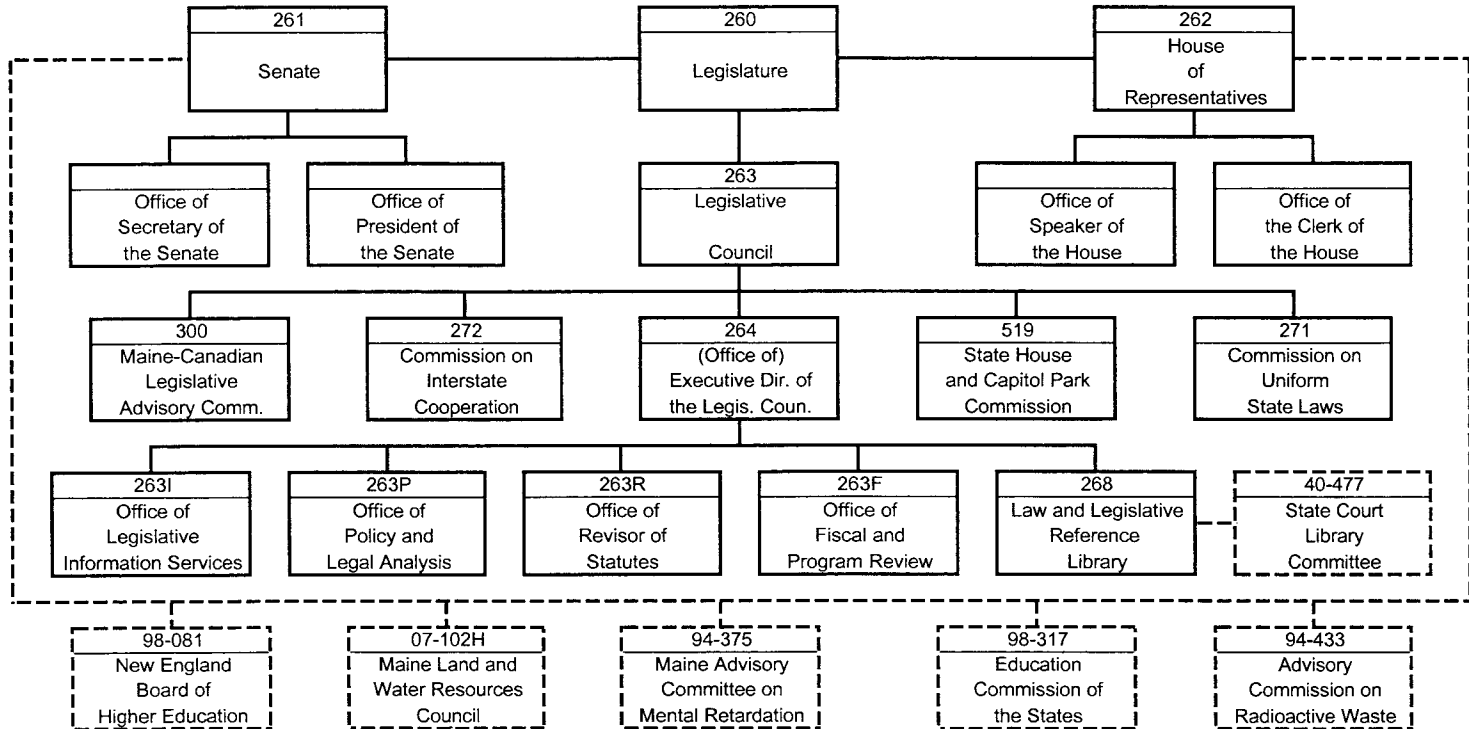 261
Senate
260
Legislature
262
House
of
Representatives
Office of
Secretary of
the Senate
Office of
President of
the Senate
263
Legislative
Council
Office of
Speaker of
the House
Office of
the Clerk of
the House
300
Maine-Canadian
Legislative
Advisory Comm.
272
Commission on
Interstate
Cooperation
264
(Office of)
Executive Dir. of
the Legis. Coun.
519
State House
and Capitol Park
Commission
271
Commission on
Uniform
State Laws
263I
Office of
Legislative
Information Services
263P
Office of
Policy and
Legal Analysis
263R
Office of
Revisor of
Statutes
263F
Office of
Fiscal and
Program Review
268
Law and Legislative
Reference
Library
40-477
State Court
Library
Committee
98-081
New England
Board of
Higher Education
07-102H
Maine Land and
Water Resources
Council
94-375
Maine Advisory
Committee on
Mental Retardation
98-317
Education
Commission of
the States
94-433
Advisory
Commission on
Radioactive Waste